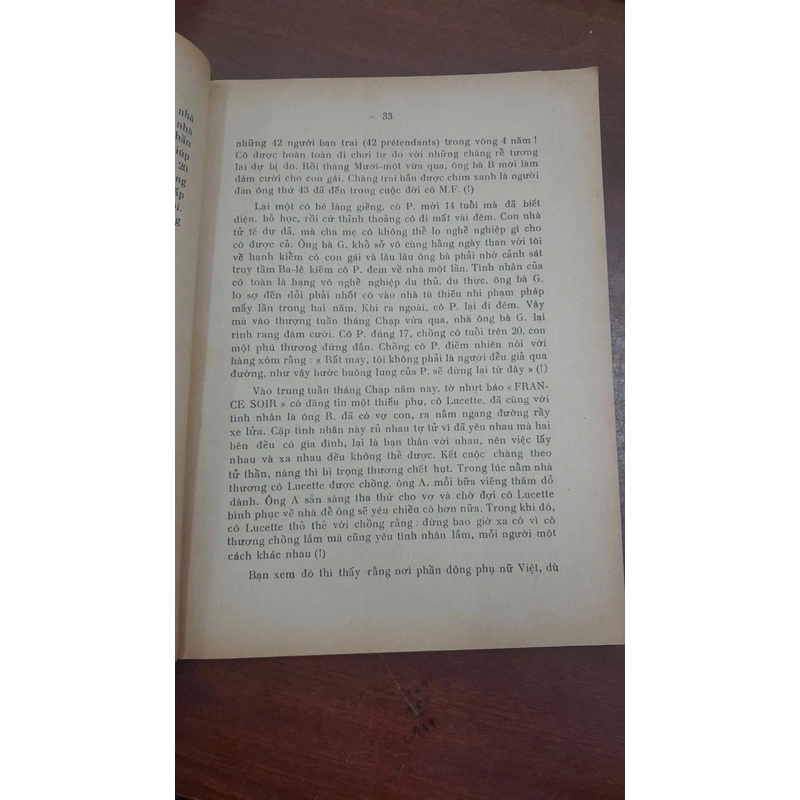 nhà
nhà
hần
iúp
20
ng
ấp
i.
ng
– 33
những 42 người bạn trai (42 prétendants) trong vòng 4 năm !
Cô được hoàn toàn đi chơi tự do với những chàng rể tương
lai dự bị đó. Rồi tháng Mười-một vừa qua, ông bà B mới làm
đám cưới cho con gái. Chàng trai bắn được chim xanh là người
đàn ông thứ 43 đã đến trong cuộc đời cô M.F. (!)
Lại một cô bé láng giềng, cô P. mới 14 tuổi mà đã biết
diện, bỏ học, rồi cứ thỉnh thoảng cô đi mất vài đêm. Con nhà
tử tế dư dả, mà cha mẹ cô không thể lo nghề nghiệp gì cho
cô được cả. Ông bà G. khổ sở vô cùng hằng ngày than với tôi
về hạnh kiểm cô con gái và lâu lâu ông bà phải nhờ cảnh sát
truy tầm Ba-lê kiếm cô P. đem về nhà một lần. Tình nhân của
cô toàn là hạng vô nghề nghiệp du thủ, du thực, ông bà G.
lo sợ đến đỗi phải nhốt cô vào nhà tù thiếu nhi phạm pháp
mấy lần trong hai năm. Khi ra ngoài, cô P. lại đi đêm. Vậy
mà vào thượng tuần tháng Chạp vừa qua, nhà ông bà G. lại
rình rang đám cưới. Cô P. đúng 17, chồng cô tuổi trên 20, con
một phú thương đứng đắn. Chồng cô P. điềm nhiên nói với
hàng xóm rằng : « Rất may, tôi không phải là người đều giả qua
đường, như vậy bước buông lung của P. sẽ dừng lại từ đây » (!)
Vào trung tuần tháng Chạp năm nay, tờ nhựt báo « FRAN-
CE SOIR » có đăng tin một thiếu phụ, cô Lucette, đã cùng với
tình nhân là ông R. đã có vợ con, ra nằm ngang đường rầy
xe lửa. Cặp tình nhân này rủ nhau tự tử vì đã yêu nhau mà hai
bên đều có gia đình, lại là bạn thân với nhau, nên việc lấy
nhau và xa nhau đều không thể được. Kết cuộc chàng theo
tử thần, nàng thì bị trọng thương chết hụt. Trong lúc nằm nhà
thương cô Lucette được chồng, ông A. mỗi bữa viếng thăm dỗ
dành. Ông A sẵn sàng tha thứ cho vợ và chờ đợi cô Lucette
bình phục về nhà để ông sẽ yêu chiều cô hơn nữa. Trong khi đó,
cô Lucette thỏ thẻ với chồng rằng : đừng bao giờ xa cô vì cô
thương chồng lắm mà cũng yêu tình nhân lắm, mỗi người một
cách khác nhau (!)
Bạn xem đó thì thấy rằng nơi phần đông phụ nữ Việt, dù